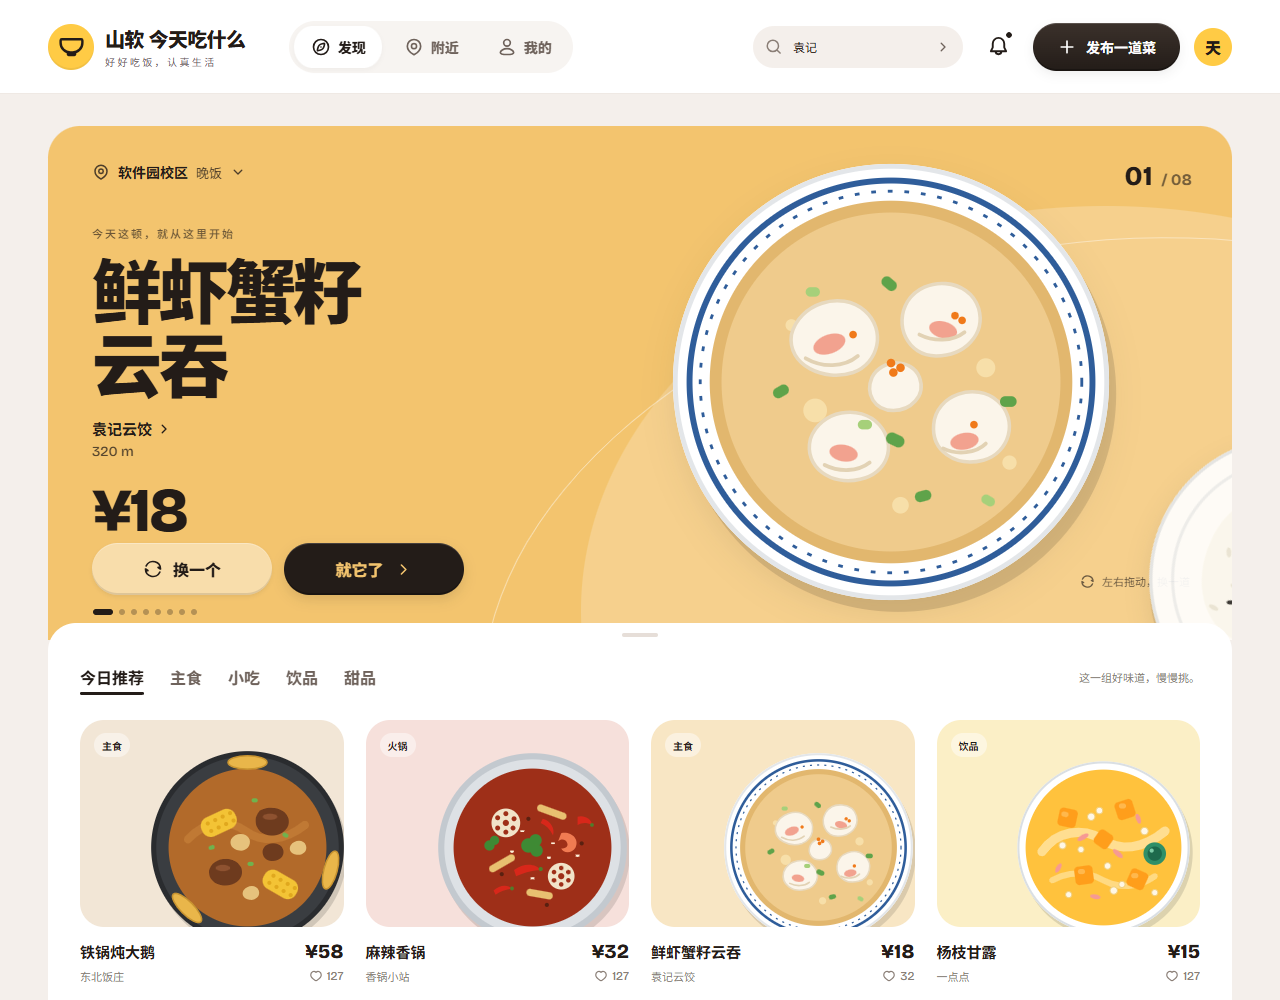 山软 今天吃什么
好好吃饭，认真生活
发现
附近
我的
袁记
发布一道菜
天
软件园校区 晚饭
01 / 08
今天这顿，就从这里开始
鲜虾蟹籽
云吞
袁记云饺
320 m
¥18
换一个
就它了
左右拖动，
今日推荐
主食
小吃
饮品
甜品
这一组好味道，慢慢挑。
主食
火锅
主食
饮品
铁锅炖大鹅 ¥58
东北饭庄 127
麻辣香锅 ¥32
香锅小站 127
鲜虾蟹籽云吞 ¥18
袁记云饺 32
杨枝甘露 ¥15
一点点 127